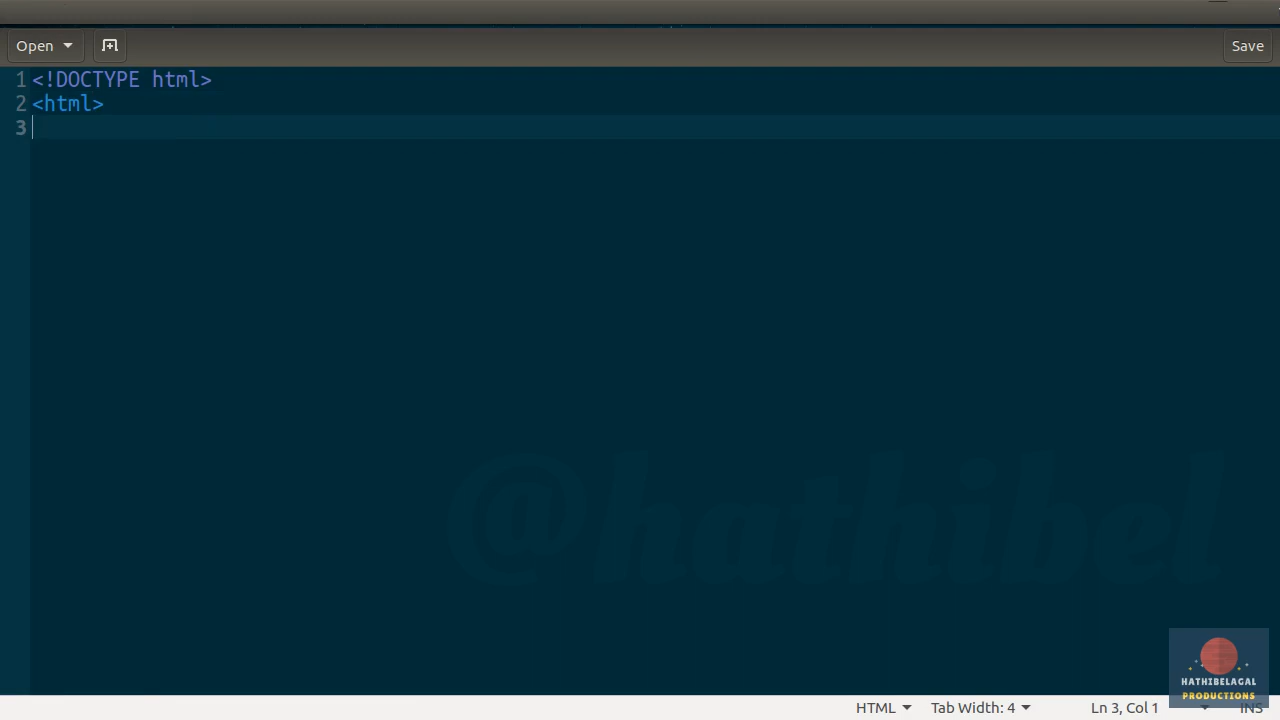 Open
Save
1 <!DOCTYPE html>
2 <html>
3
@hathibel
HATHIBELAGAL
PRODUCTIONS
HTML Tab Width: 4 Ln 3, Col 1 INS